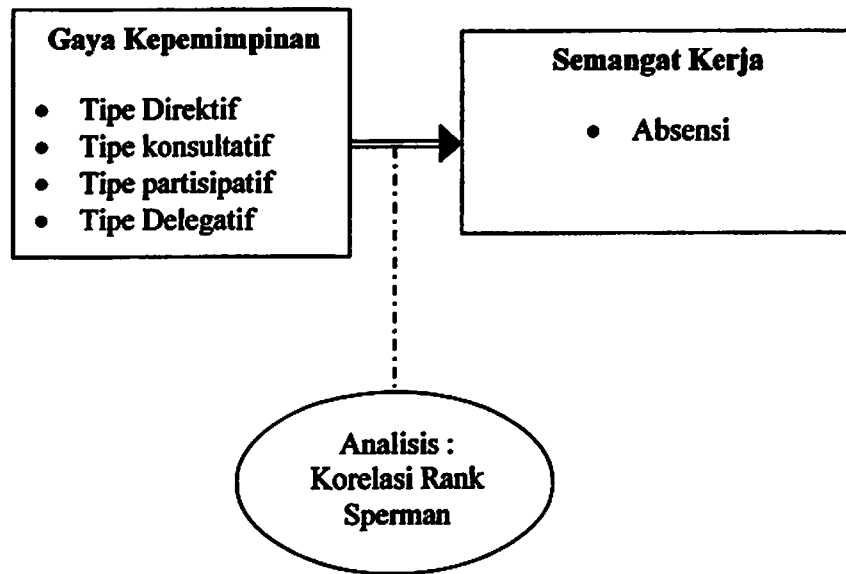 Gaya Kepemimpinan
• Tipe Direktif
• Tipe konsultatif
• Tipe partisipatif
• Tipe Delegatif
Semangat Kerja
• Absensi
Analisis :
Korelasi Rank
Sperman